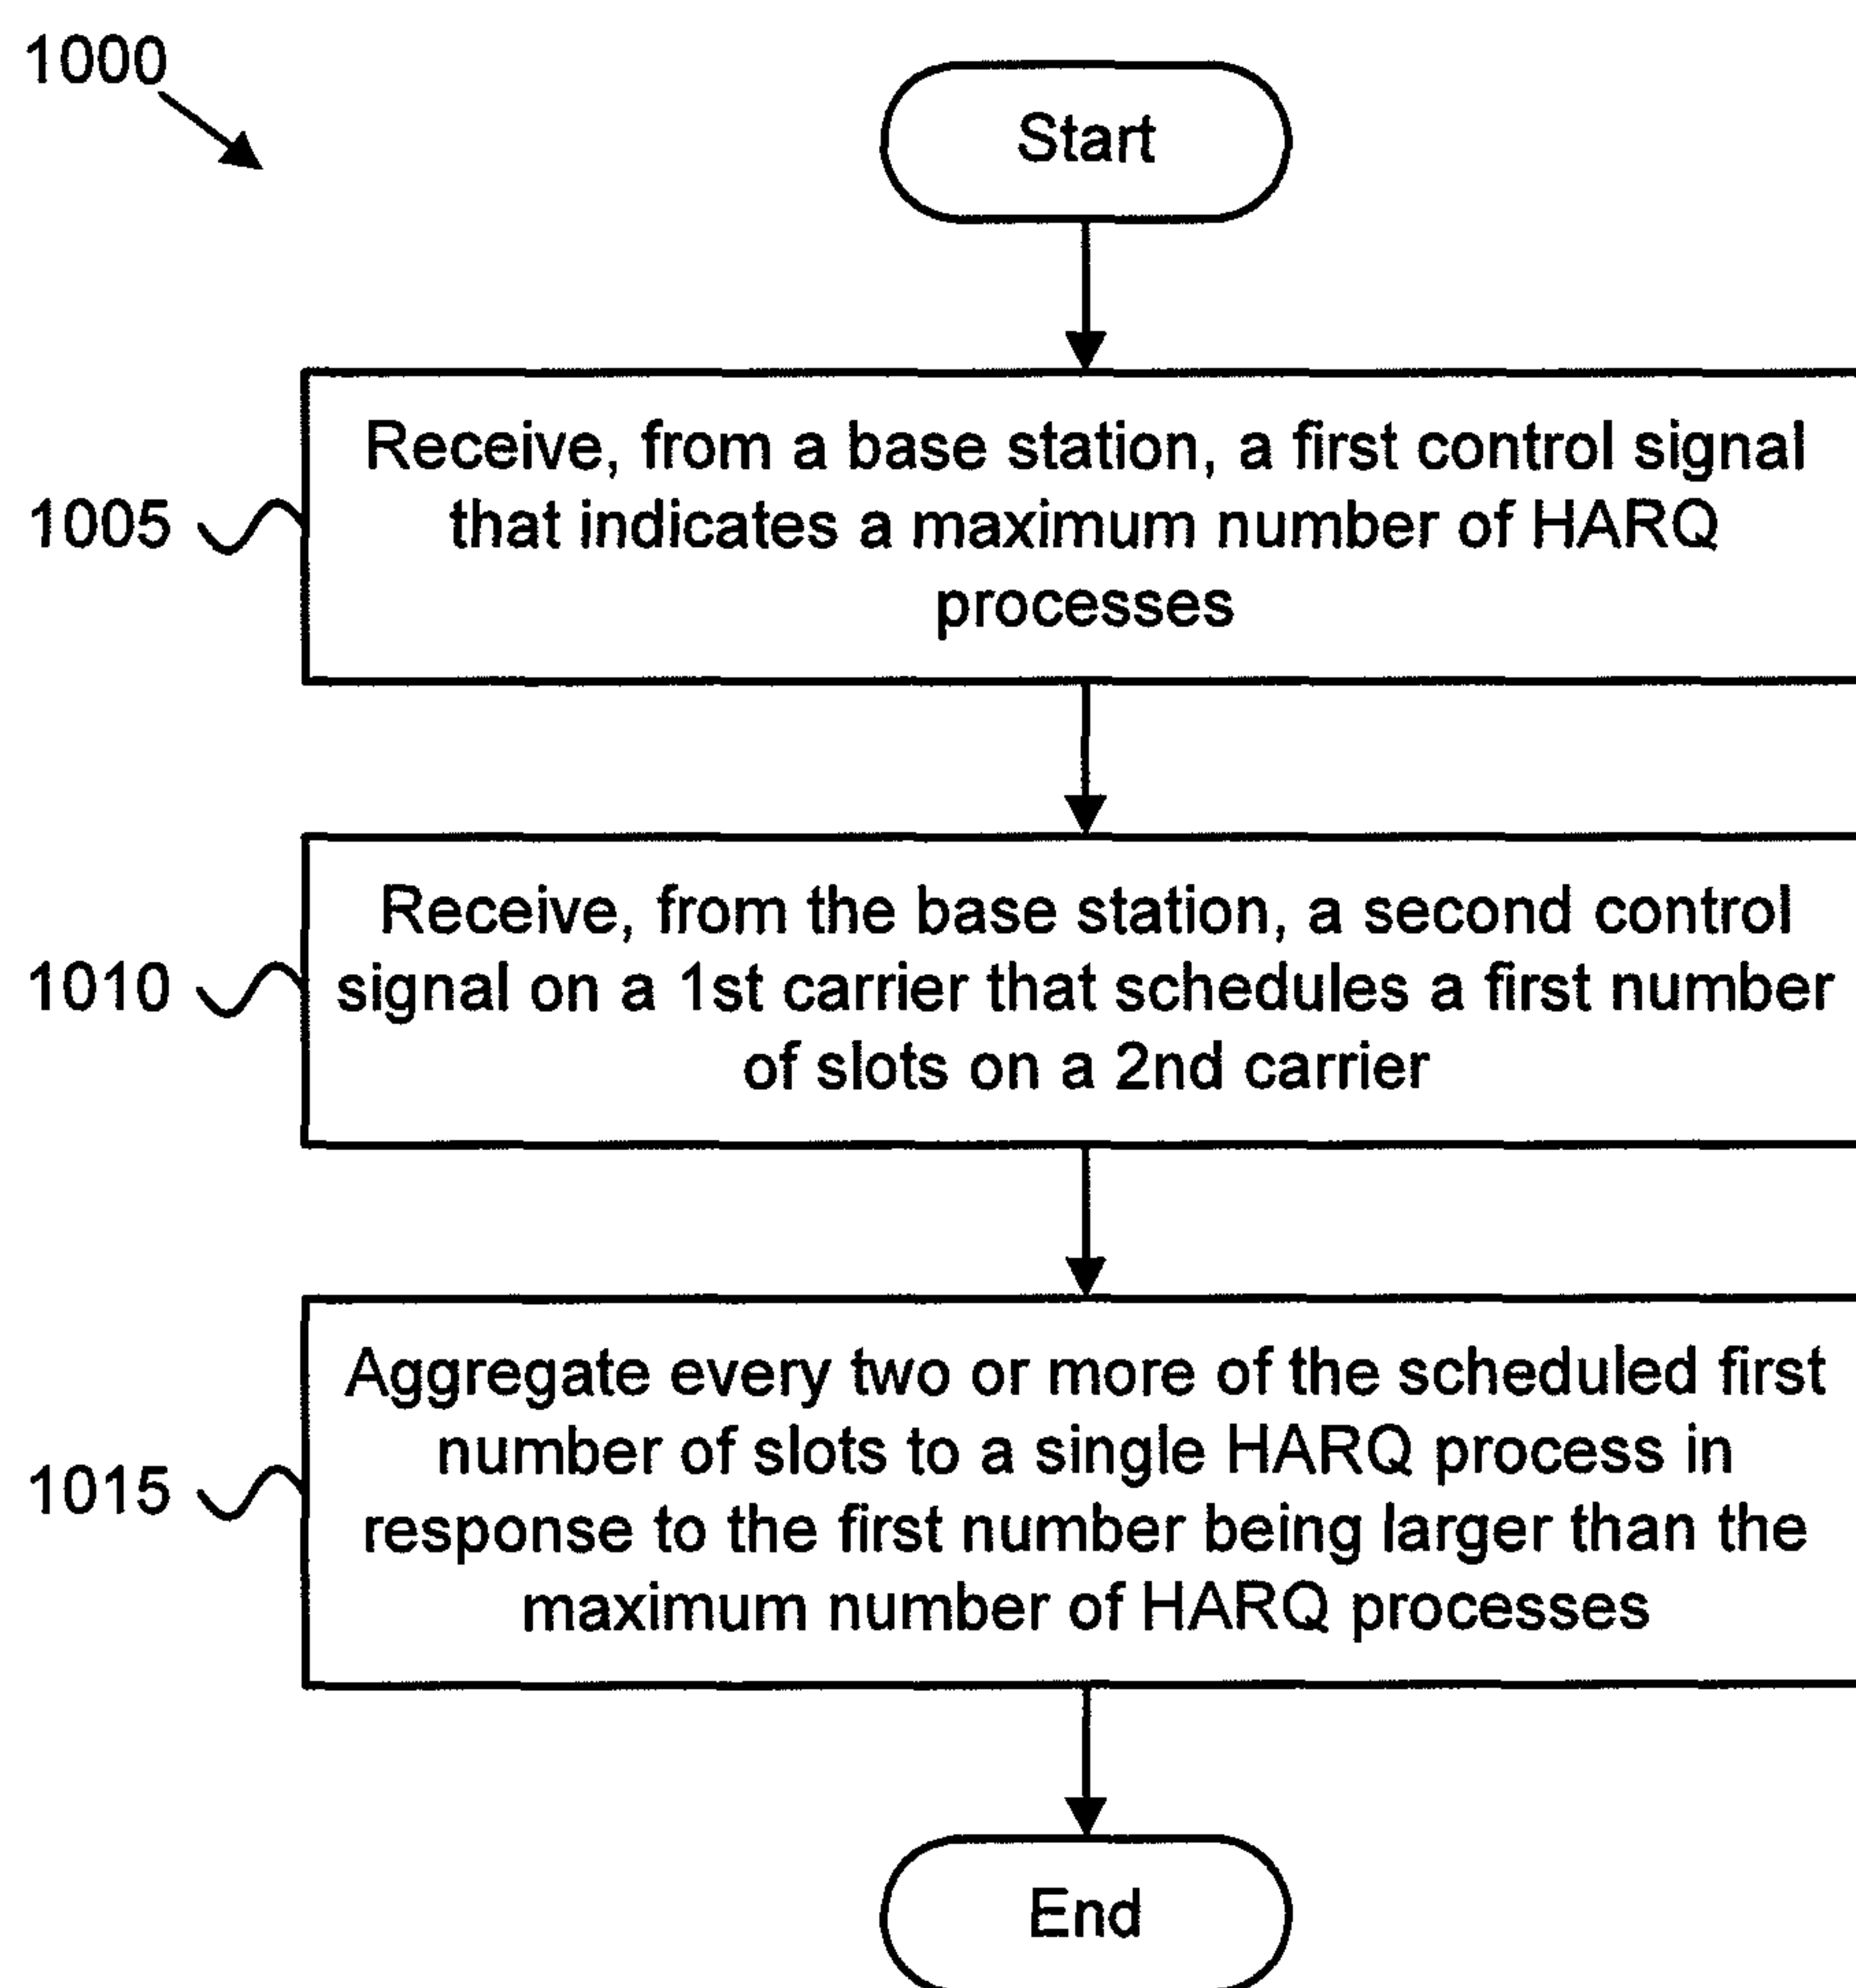 1000
Start
1005
Receive, from a base station, a first control signal
that indicates a maximum number of HARQ
processes
1010
Receive, from the base station, a second control
signal on a 1st carrier that schedules a first number
of slots on a 2nd carrier
1015
Aggregate every two or more of the scheduled first
number of slots to a single HARQ process in
response to the first number being larger than the
maximum number of HARQ processes
End